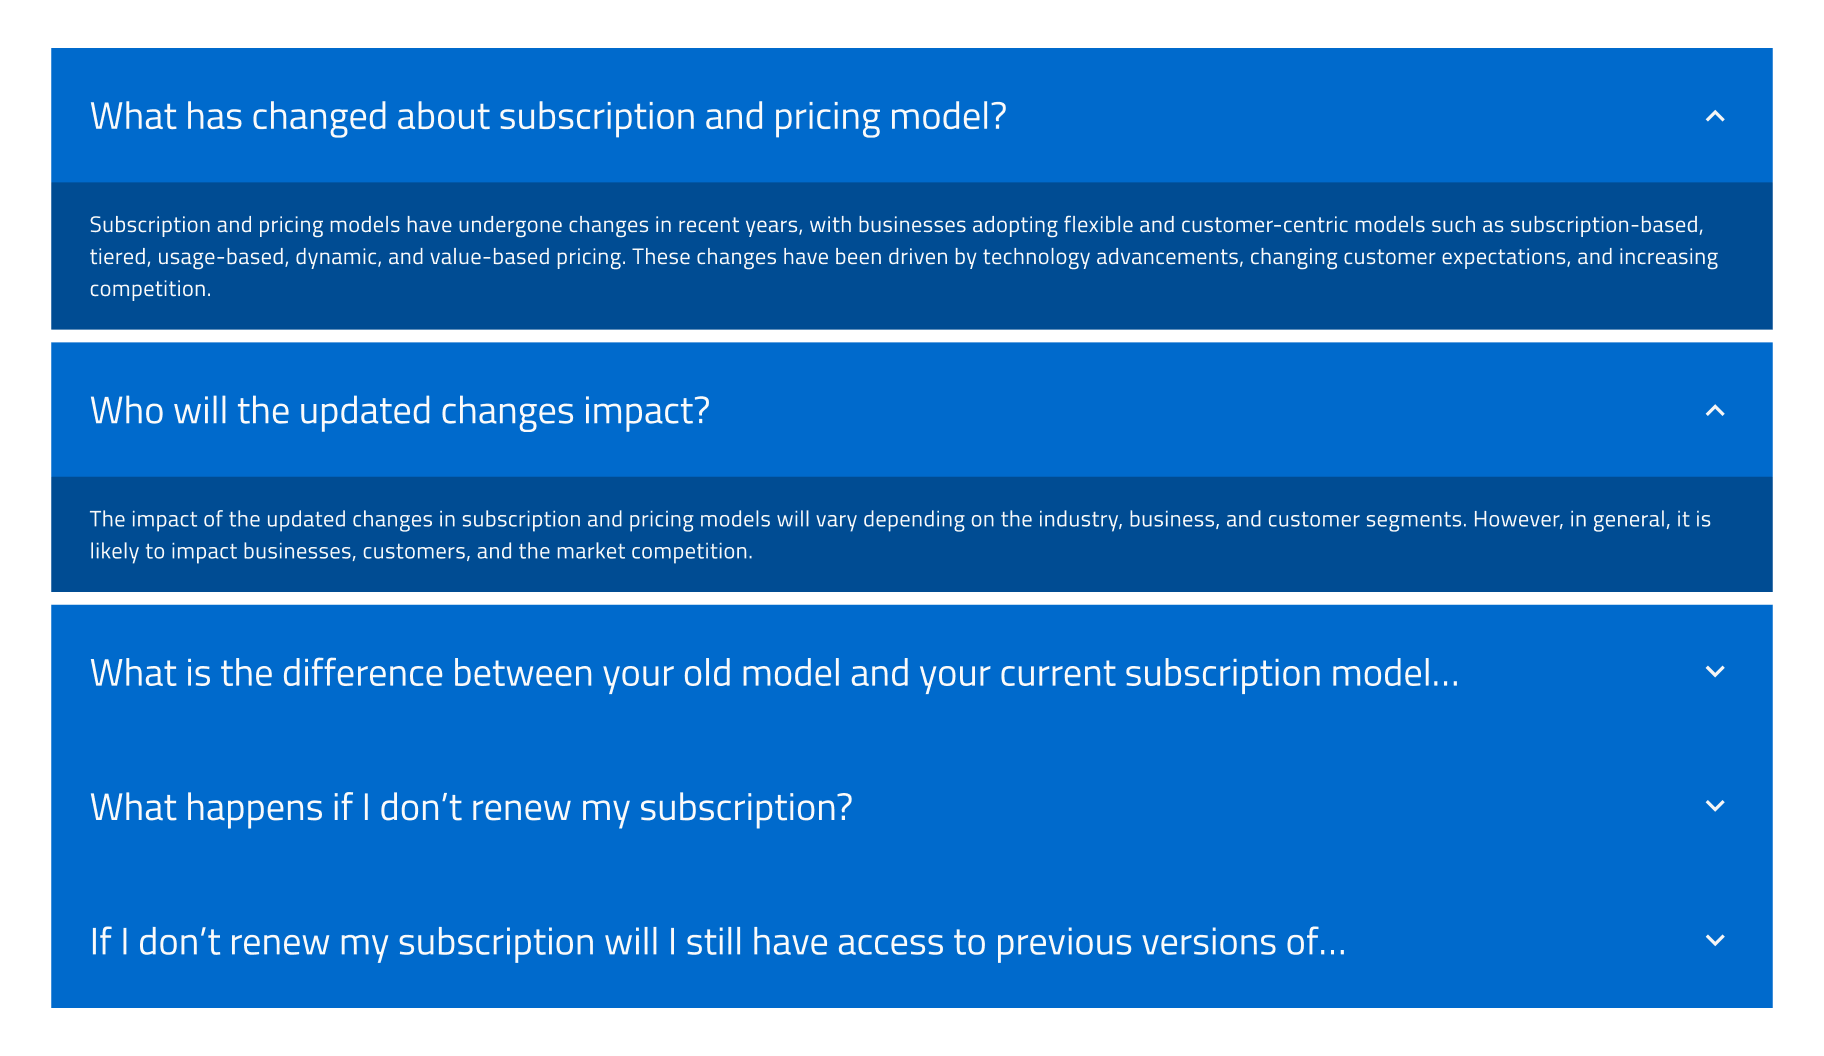 What has changed about subscription and pricing model?
Subscription and pricing models have undergone changes in recent years, with businesses adopting flexible and customer-centric models such as subscription-based,
tiered, usage-based, dynamic, and value-based pricing. These changes have been driven by technology advancements, changing customer expectations, and increasing
competition.
Who will the updated changes impact?
The impact of the updated changes in subscription and pricing models will vary depending on the industry, business, and customer segments. However, in general, it is
likely to impact businesses, customers, and the market competition.
What is the difference between your old model and your current subscription model…
What happens if I don’t renew my subscription?
If I don’t renew my subscription will I still have access to previous versions of…